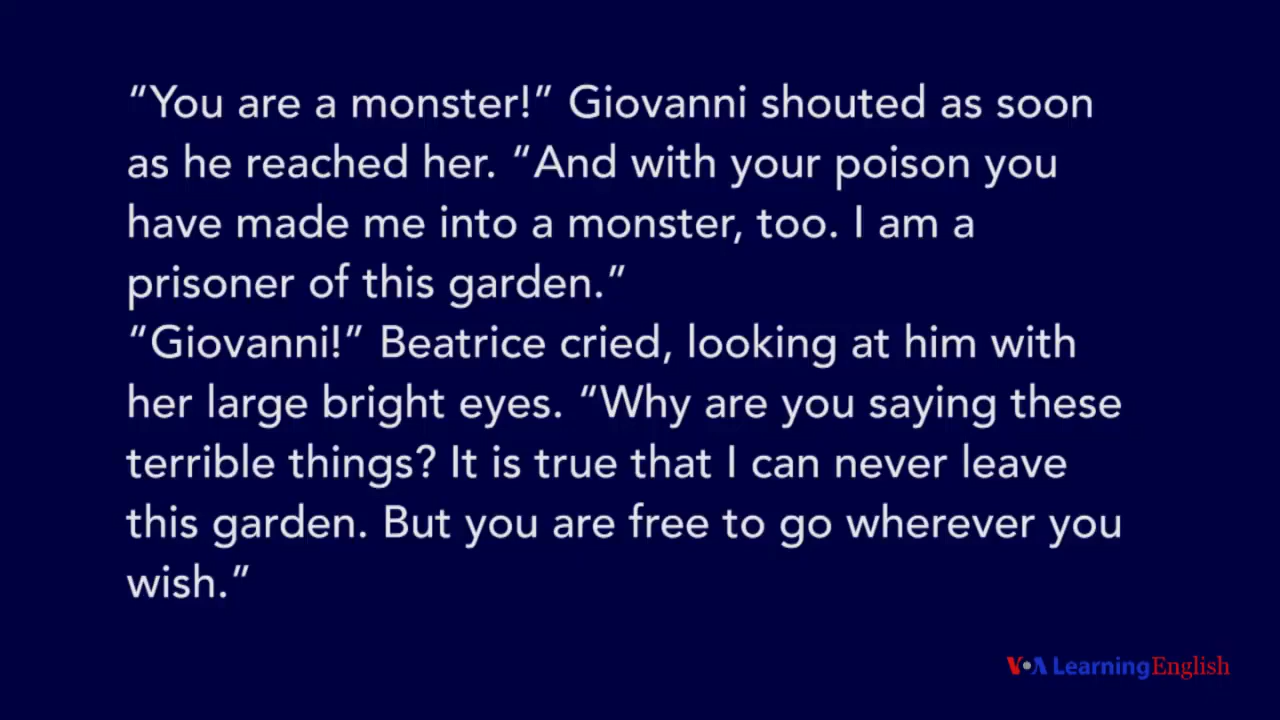 “You are a monster!” Giovanni shouted as soon
as he reached her. “And with your poison you
have made me into a monster, too. I am a
prisoner of this garden.”
“Giovanni!” Beatrice cried, looking at him with
her large bright eyes. “Why are you saying these
terrible things? It is true that I can never leave
this garden. But you are free to go wherever you
wish.”
VOA Learning English